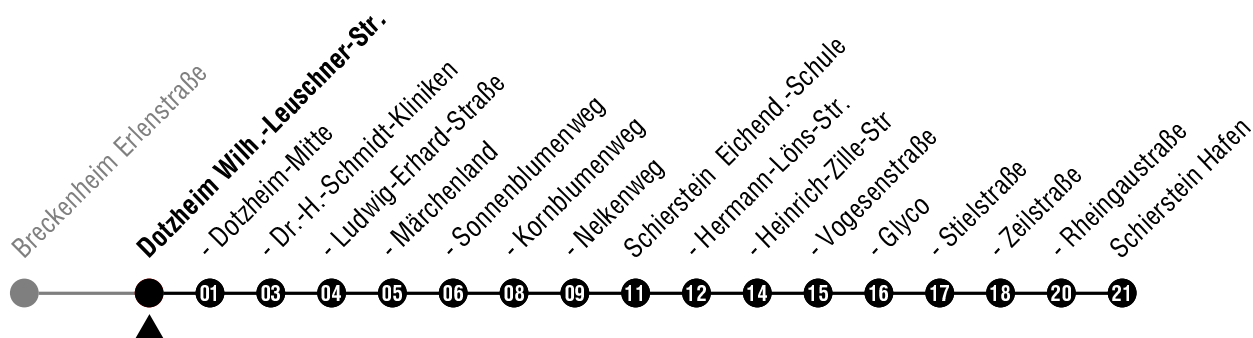 Breckenheim Erlenstraße
Dotzheim Wilh.-Leuschner-Str.
- Dotzheim-Mitte
- Dr.-H.-Schmidt-Kliniken
- Ludwig-Erhard-Straße
- Märchenland
- Sonnenblumenweg
- Kornblumenweg
- Nelkenweg
Schierstein Eichend.-Schule
- Hermann-Löns-Str.
- Heinrich-Zille-Str
- Vogesenstraße
- Glyco
- Stielstraße
- Zeilstraße
- Rheingaustraße
Schierstein Hafen
01 03 04 05 06 08 09 11 12 14 15 16 17 18 20 21